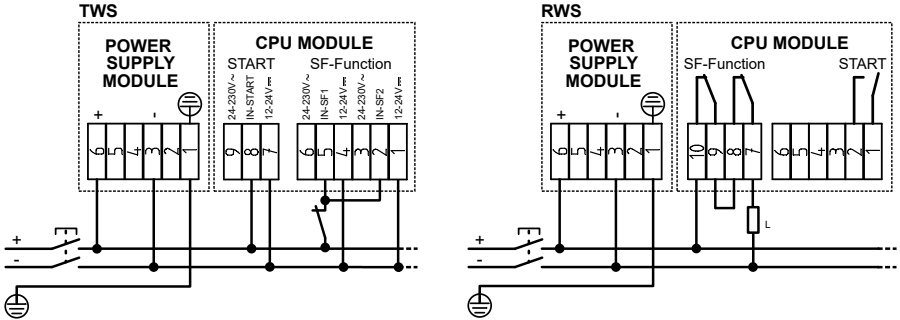 TWS
POWER
SUPPLY
MODULE
CPU MODULE
START
SF-Function
24-230V~
IN-START
12-24V⎓
24-230V~
IN-SF1
12-24V⎓
24-230V~
IN-SF2
12-24V⎓
+ -
6 5 4 3 2 1
9 8 7
6 5 4 3 2 1
+
-
RWS
POWER
SUPPLY
MODULE
CPU MODULE
SF-Function
START
+ -
6 5 4 3 2 1
10 9 8 7
6 5 4 3 2 1
L
+
-